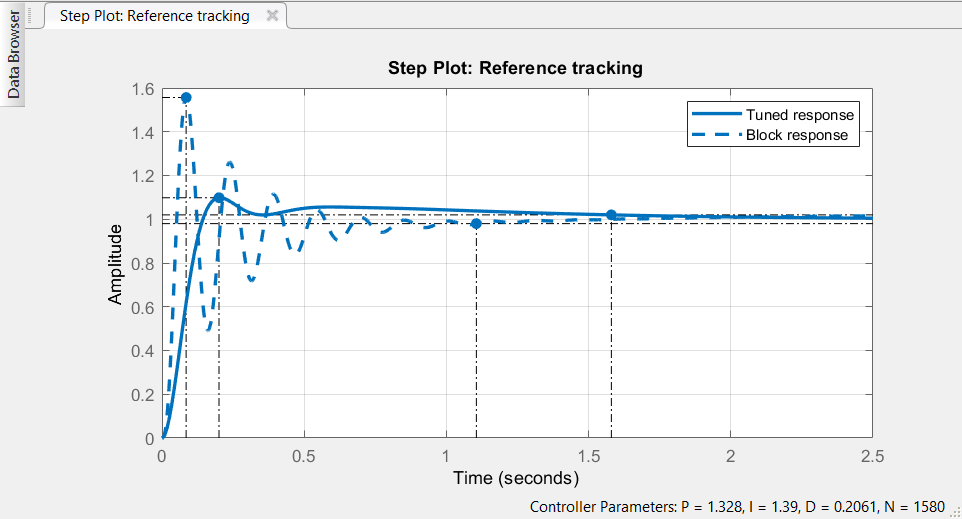 Step Plot: Reference tracking
Data Browser
Step Plot: Reference tracking
Tuned response
Block response
Amplitude
1.6
1.4
1.2
1
0.8
0.6
0.4
0.2
0
0 0.5 1 1.5 2 2.5
Time (seconds)
Controller Parameters: P = 1.328, I = 1.39, D = 0.2061, N = 1580